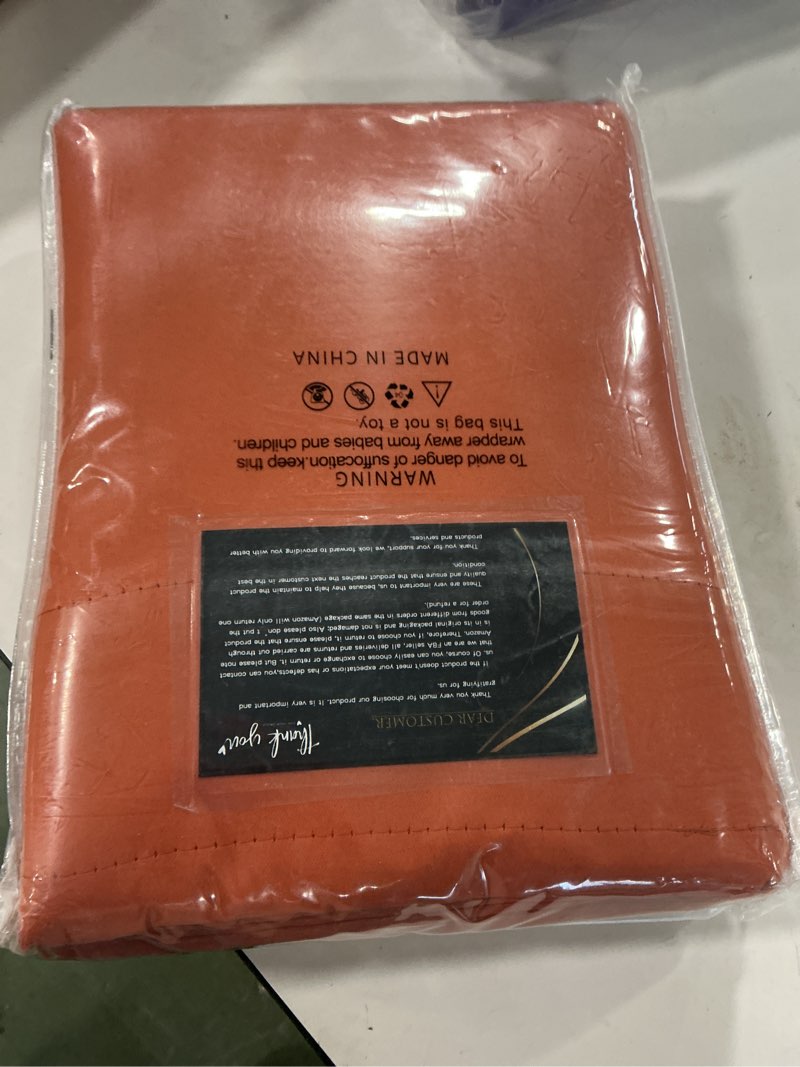 MADE IN CHINA
04
WARNING
To avoid danger of suffocation.keep this
wrapper away from babies and children.
This bag is not a toy.
Thank you
DEAR CUSTOMER
Thank you very much for choosing our product. It is very important and
gratifying for us.
If the product doesn't meet your expectations or has defects,you can contact
us. Of course, you can easily choose to exchange or return it. But please note
that we are an FBA seller, all deliveries and returns are carried out through
Amazon. Therefore, if you choose to return it, please ensure that the product
is in its original packaging and is not damaged; Also please don' t put the
goods from different orders in the same package (Amazon will only return one
order for a refund).
These are very important to us, because they help to maintain the product
quality and ensure that the product reaches the next customer in the best
condition.
Thank you for your support, we look forward to providing you with better
products and services.